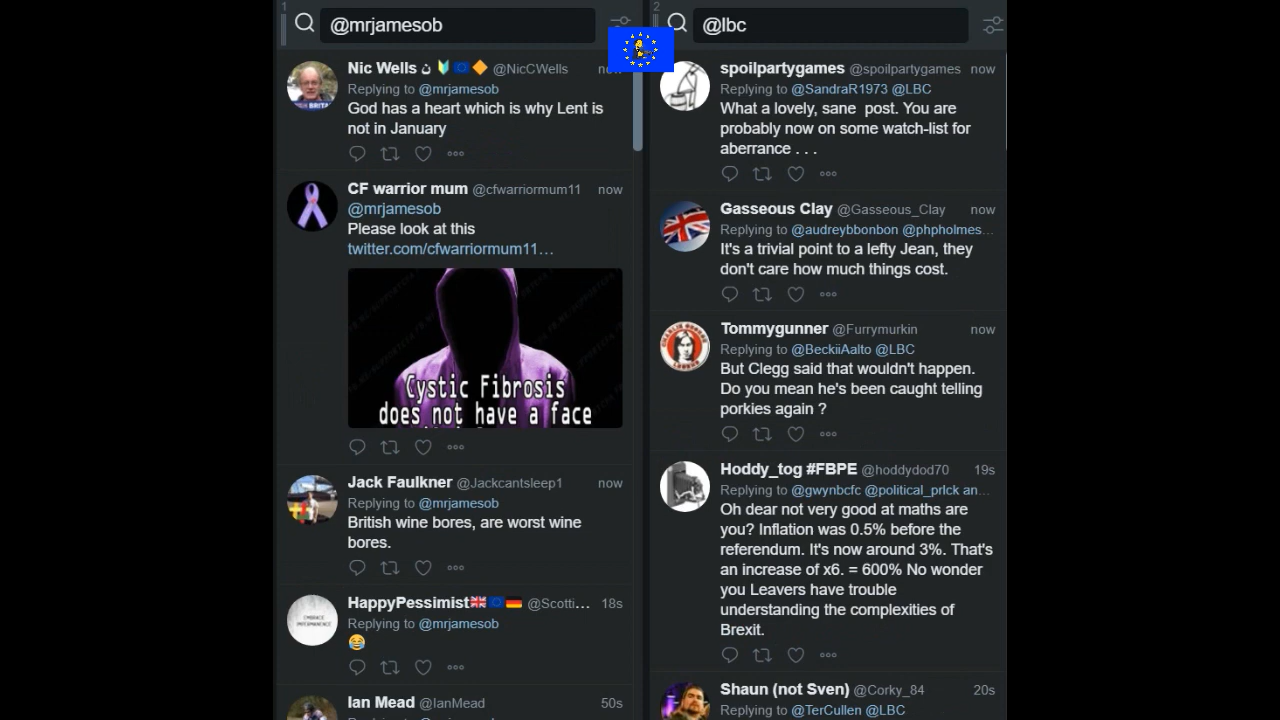 1
@mrjamesob
Nic Wells ن @NicCWells now
Replying to @mrjamesob
God has a heart which is why Lent is
not in January
CF warrior mum @cfwarriormum11 now
@mrjamesob
Please look at this
twitter.com/cfwarriormum11…
Cystic Fibrosis
does not have a face
Jack Faulkner @Jackcantsleep1 now
Replying to @mrjamesob
British wine bores, are worst wine
bores.
HappyPessimist🇬🇧🇪🇺🇩🇪 @Scotti… 18s
Replying to @mrjamesob
😂
Ian Mead @IanMead 50s
2
@lbc
spoilpartygames @spoilpartygames now
Replying to @SandraR1973 @LBC
What a lovely, sane post. You are
probably now on some watch-list for
aberrance . . .
Gasseous Clay @Gasseous_Clay now
Replying to @audreybbonbon @phpholmes…
It's a trivial point to a lefty Jean, they
don't care how much things cost.
Tommygunner @Furrymurkin now
Replying to @BeckiiAalto @LBC
But Clegg said that wouldn't happen.
Do you mean he's been caught telling
porkies again ?
Hoddy_tog #FBPE @hoddydod70 19s
Replying to @gwynbcfc @political_prlck an…
Oh dear not very good at maths are
you? Inflation was 0.5% before the
referendum. It's now around 3%. That's
an increase of x6. = 600% No wonder
you Leavers have trouble
understanding the complexities of
Brexit.
Shaun (not Sven) @Corky_84 20s
Replying to @TerCullen @LBC